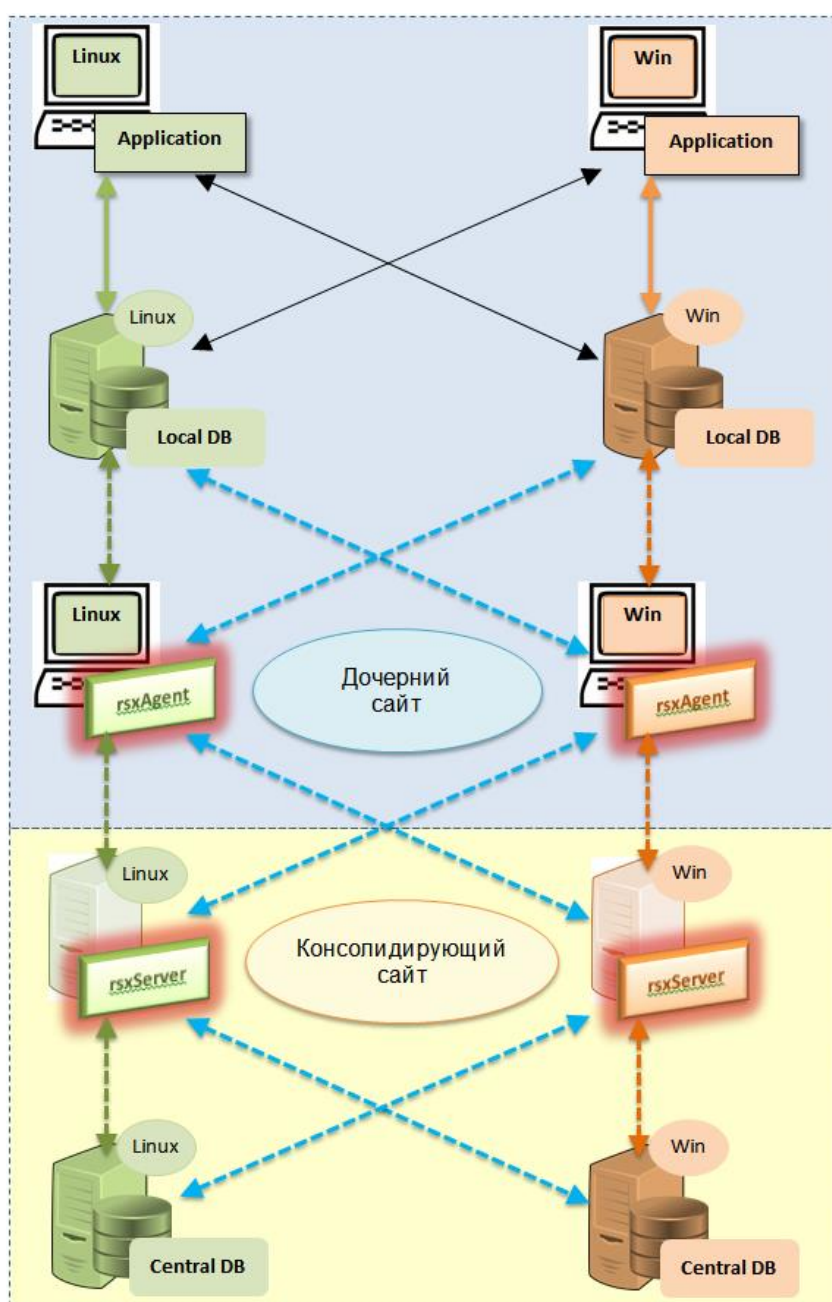 Linux
Win
Application
Application
Linux
Win
Local DB
Local DB
Linux
Win
Дочерний
сайт
rsxAgent
rsxAgent
Linux
Win
Консолидирующий
сайт
rsxServer
rsxServer
Linux
Win
Central DB
Central DB